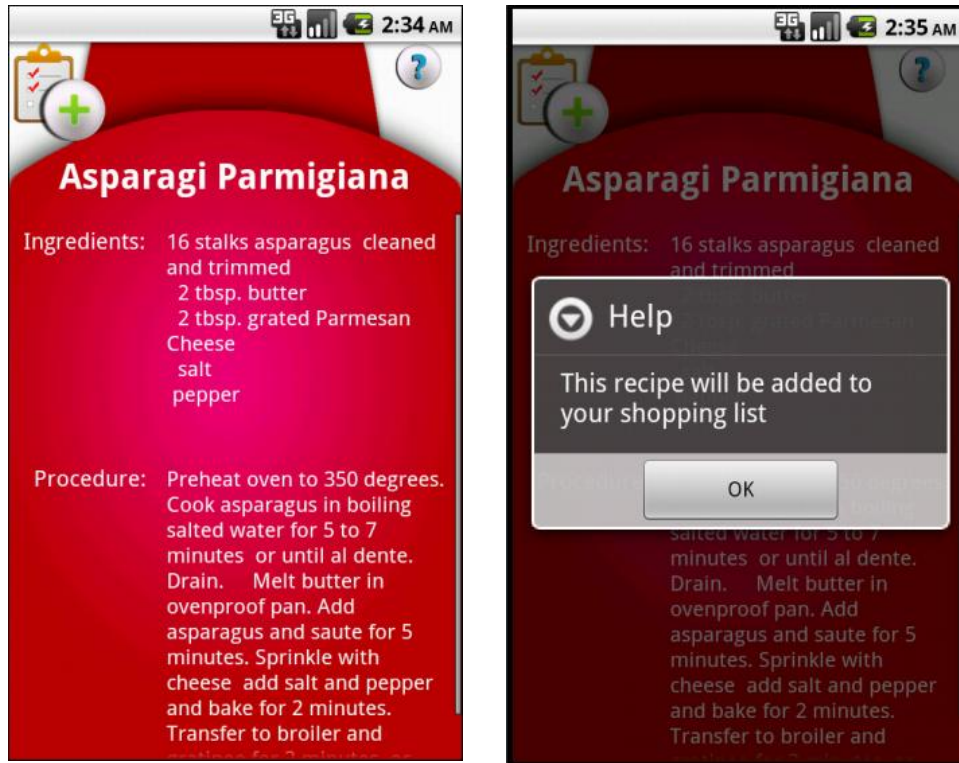 3G 2:34 AM
?
Asparagi Parmigiana
Ingredients: 16 stalks asparagus cleaned
and trimmed
2 tbsp. butter
2 tbsp. grated Parmesan
Cheese
salt
pepper
Procedure: Preheat oven to 350 degrees.
Cook asparagus in boiling
salted water for 5 to 7
minutes or until al dente.
Drain. Melt butter in
ovenproof pan. Add
asparagus and saute for 5
minutes. Sprinkle with
cheese add salt and pepper
and bake for 2 minutes.
Transfer to broiler and
3G 2:35 AM
?
Asparagi Parmigiana
Ingredients: 16 stalks asparagus cleaned
and trimmed
Help
This recipe will be added to
your shopping list
OK
salted water for 5 to 7
minutes or until al dente.
Drain. Melt butter in
ovenproof pan. Add
asparagus and saute for 5
minutes. Sprinkle with
cheese add salt and pepper
and bake for 2 minutes.
Transfer to broiler and